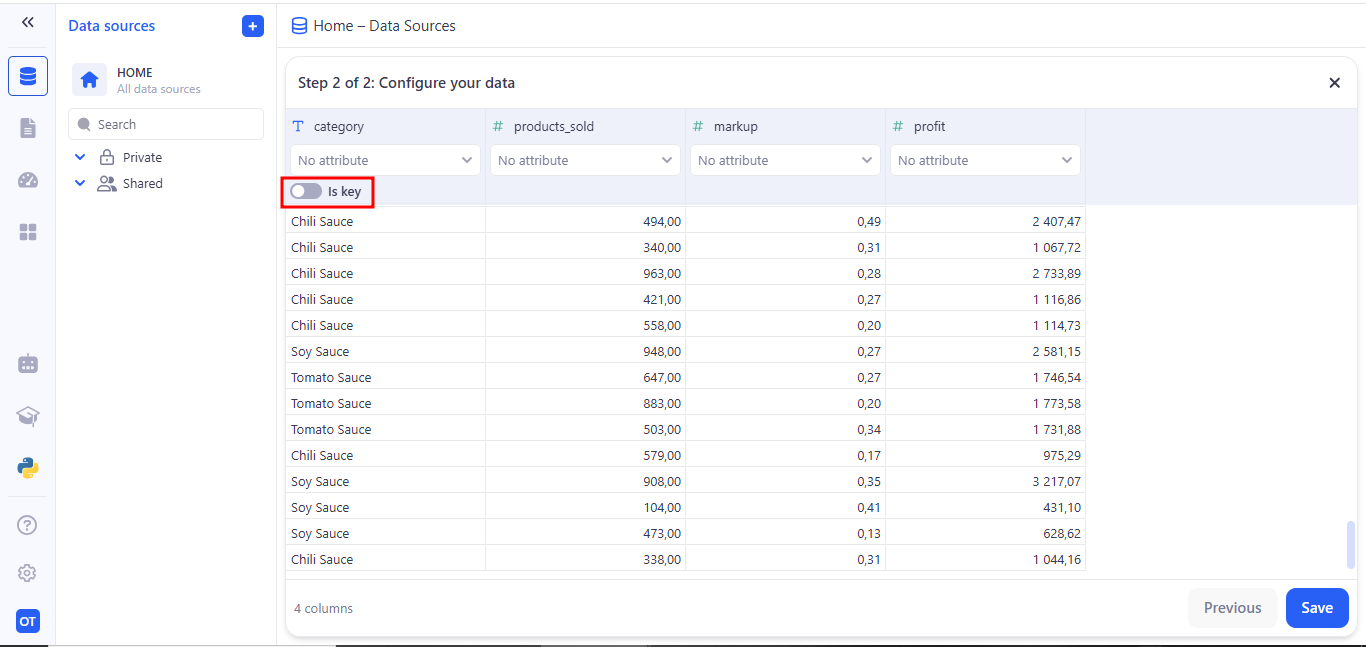 Data sources
+
Home – Data Sources
HOME
All data sources
Search
Private
Shared
Step 2 of 2: Configure your data
T category # products_sold # markup # profit
No attribute No attribute No attribute No attribute
Is key
Chili Sauce 494,00 0,49 2 407,47
Chili Sauce 340,00 0,31 1 067,72
Chili Sauce 963,00 0,28 2 733,89
Chili Sauce 421,00 0,27 1 116,86
Chili Sauce 558,00 0,20 1 114,73
Soy Sauce 948,00 0,27 2 581,15
Tomato Sauce 647,00 0,27 1 746,54
Tomato Sauce 883,00 0,20 1 773,58
Tomato Sauce 503,00 0,34 1 731,88
Chili Sauce 579,00 0,17 975,29
Soy Sauce 908,00 0,35 3 217,07
Soy Sauce 104,00 0,41 431,10
Soy Sauce 473,00 0,13 628,62
Chili Sauce 338,00 0,31 1 044,16
4 columns
Previous Save
OT